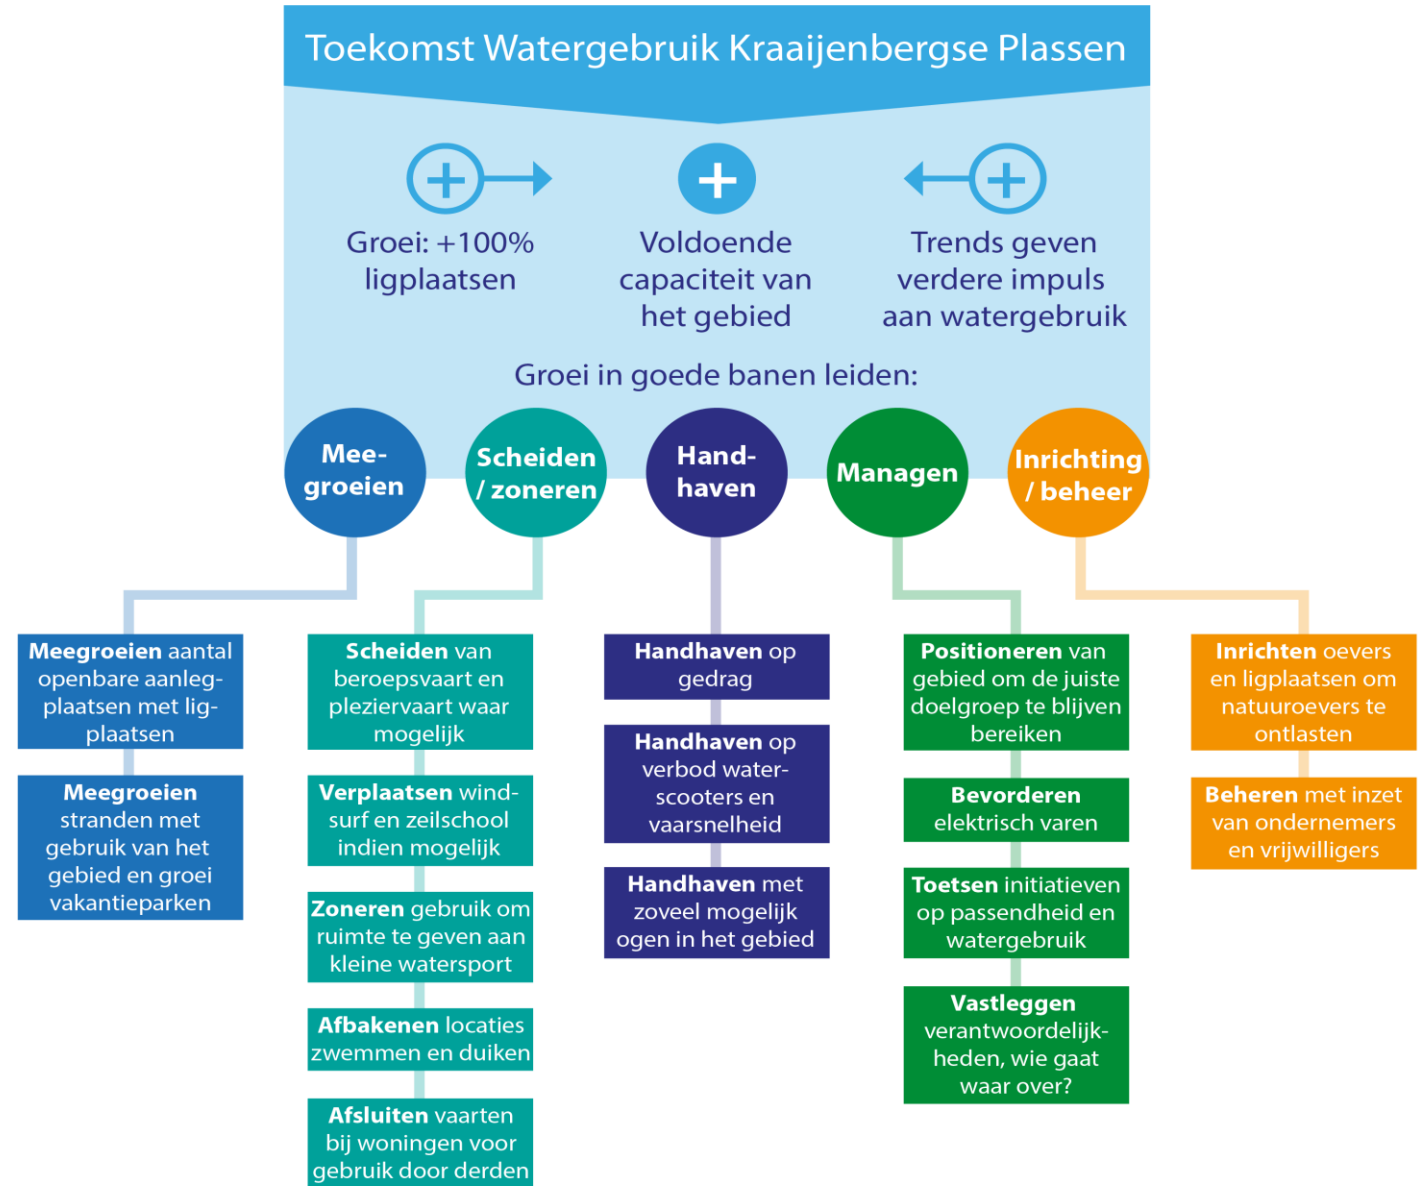 Toekomst Watergebruik Kraaijenbergse Plassen
Groei: +100%
ligplaatsen
Voldoende
capaciteit van
het gebied
Trends geven
verdere impuls
aan watergebruik
Groei in goede banen leiden:
Mee-
groeien
Scheiden
/ zoneren
Hand-
haven
Managen
Inrichting
/ beheer
Meegroeien aantal
openbare aanleg-
plaatsen met lig-
plaatsen
Meegroeien
stranden met
gebruik van het
gebied en groei
vakantieparken
Scheiden van
beroepsvaart en
pleziervaart waar
mogelijk
Verplaatsen wind-
surf en zeilschool
indien mogelijk
Zoneren gebruik om
ruimte te geven aan
kleine watersport
Afbakenen locaties
zwemmen en duiken
Afsluiten vaarten
bij woningen voor
gebruik door derden
Handhaven op
gedrag
Handhaven op
verbod water-
scooters en
vaarsnelheid
Handhaven met
zoveel mogelijk
ogen in het gebied
Positioneren van
gebied om de juiste
doelgroep te blijven
bereiken
Bevorderen
elektrisch varen
Toetsen initiatieven
op passendheid en
watergebruik
Vastleggen
verantwoordelijk-
heden, wie gaat
waar over?
Inrichten oevers
en ligplaatsen om
natuuroevers te
ontlasten
Beheren met inzet
van ondernemers
en vrijwilligers